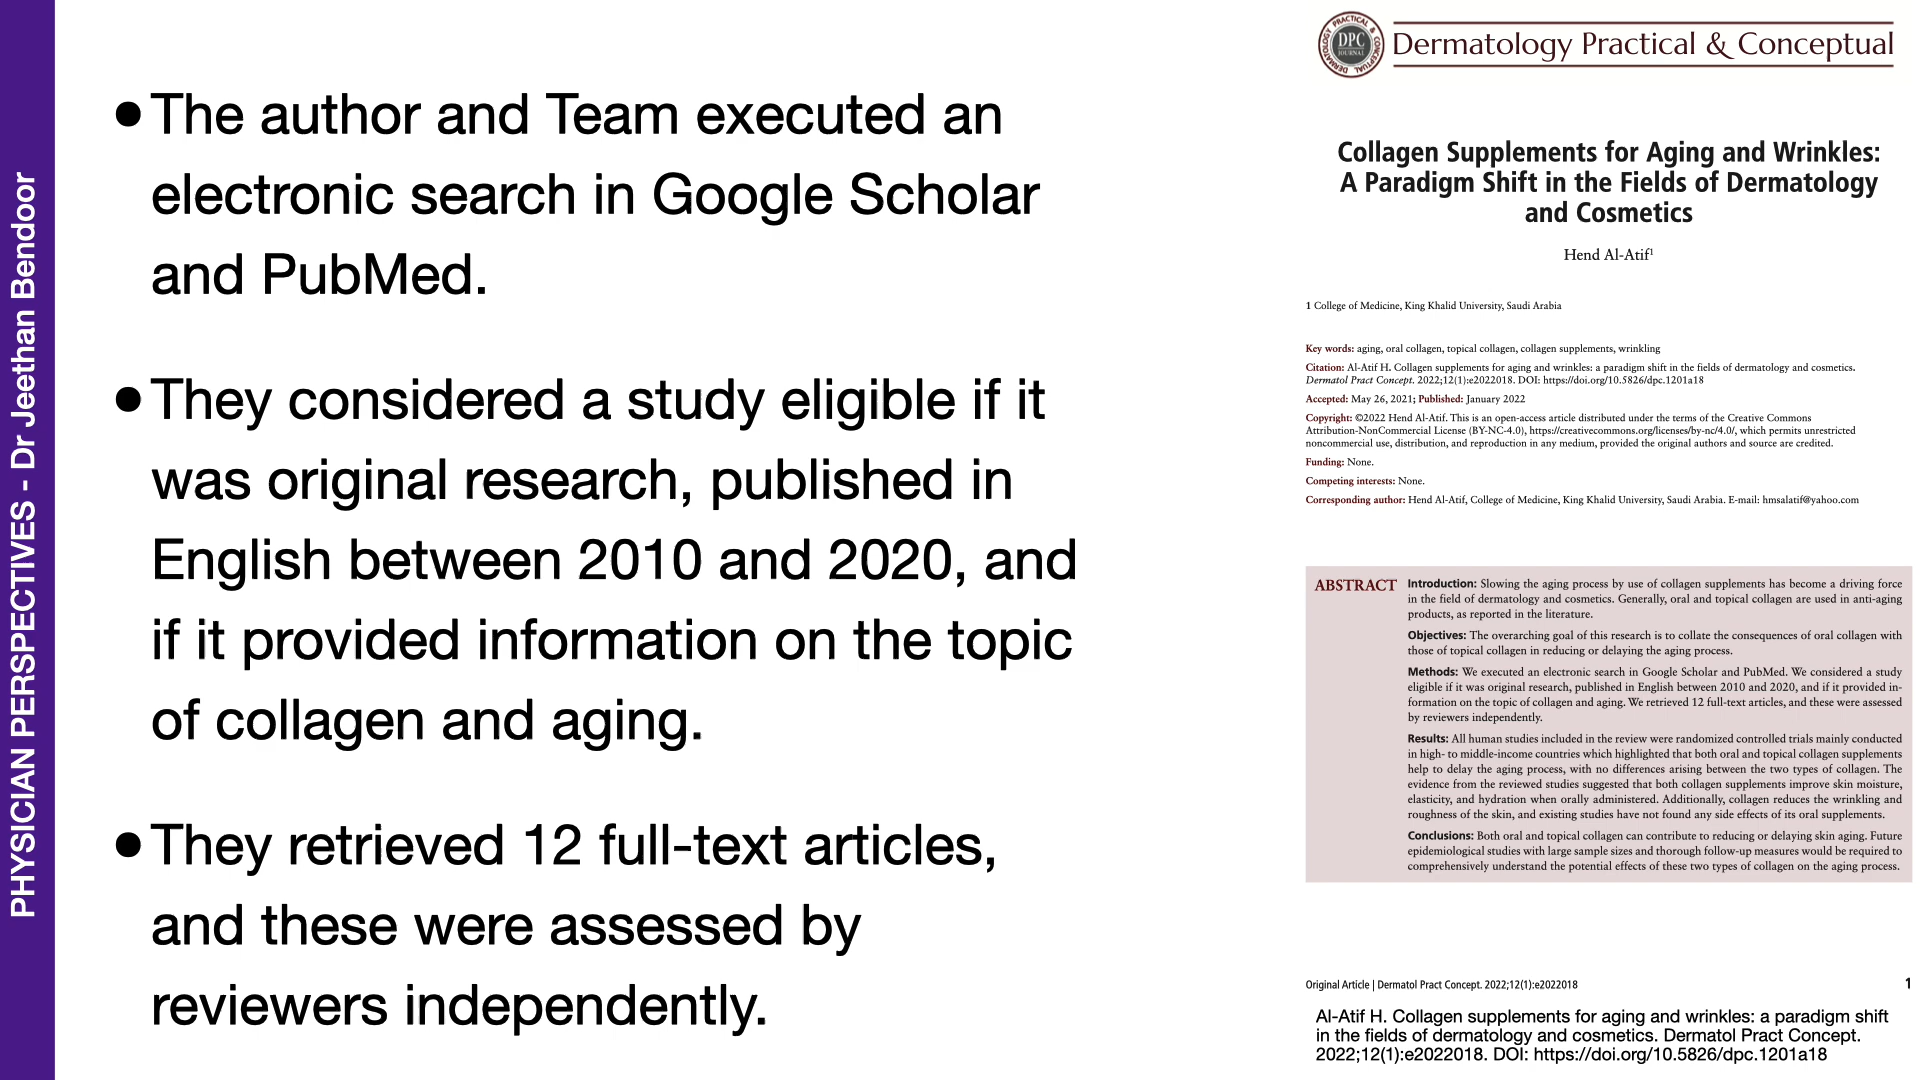 PHYSICIAN PERSPECTIVES - Dr Jeethan Bendoor
•The author and Team executed an
electronic search in Google Scholar
and PubMed.
•They considered a study eligible if it
was original research, published in
English between 2010 and 2020, and
if it provided information on the topic
of collagen and aging.
•They retrieved 12 full-text articles,
and these were assessed by
reviewers independently.
DERMATOLOGY PRACTICAL & CONCEPTUAL
DPC
JOURNAL
Dermatology Practical & Conceptual
Collagen Supplements for Aging and Wrinkles:
A Paradigm Shift in the Fields of Dermatology
and Cosmetics
Hend Al-Atif1
1 College of Medicine, King Khalid University, Saudi Arabia
Key words: aging, oral collagen, topical collagen, collagen supplements, wrinkling
Citation: Al-Atif H. Collagen supplements for aging and wrinkles: a paradigm shift in the fields of dermatology and cosmetics.
Dermatol Pract Concept. 2022;12(1):e2022018. DOI: https://doi.org/10.5826/dpc.1201a18
Accepted: May 26, 2021; Published: January 2022
Copyright: ©2022 Hend Al-Atif. This is an open-access article distributed under the terms of the Creative Commons
Attribution-NonCommercial License (BY-NC-4.0), https://creativecommons.org/licenses/by-nc/4.0/, which permits unrestricted
noncommercial use, distribution, and reproduction in any medium, provided the original authors and source are credited.
Funding: None.
Competing interests: None.
Corresponding author: Hend Al-Atif, College of Medicine, King Khalid University, Saudi Arabia. E-mail: hmsalatif@yahoo.com
ABSTRACT
Introduction: Slowing the aging process by use of collagen supplements has become a driving force
in the field of dermatology and cosmetics. Generally, oral and topical collagen are used in anti-aging
products, as reported in the literature.
Objectives: The overarching goal of this research is to collate the consequences of oral collagen with
those of topical collagen in reducing or delaying the aging process.
Methods: We executed an electronic search in Google Scholar and PubMed. We considered a study
eligible if it was original research, published in English between 2010 and 2020, and if it provided in-
formation on the topic of collagen and aging. We retrieved 12 full-text articles, and these were assessed
by reviewers independently.
Results: All human studies included in the review were randomized controlled trials mainly conducted
in high- to middle-income countries which highlighted that both oral and topical collagen supplements
help to delay the aging process, with no differences arising between the two types of collagen. The
evidence from the reviewed studies suggested that both collagen supplements improve skin moisture,
elasticity, and hydration when orally administered. Additionally, collagen reduces the wrinkling and
roughness of the skin, and existing studies have not found any side effects of its oral supplements.
Conclusions: Both oral and topical collagen can contribute to reducing or delaying skin aging. Future
epidemiological studies with large sample sizes and thorough follow-up measures would be required to
comprehensively understand the potential effects of these two types of collagen on the aging process.
Original Article | Dermatol Pract Concept. 2022;12(1):e2022018
1
Al-Atif H. Collagen supplements for aging and wrinkles: a paradigm shift
in the fields of dermatology and cosmetics. Dermatol Pract Concept.
2022;12(1):e2022018. DOI: https://doi.org/10.5826/dpc.1201a18